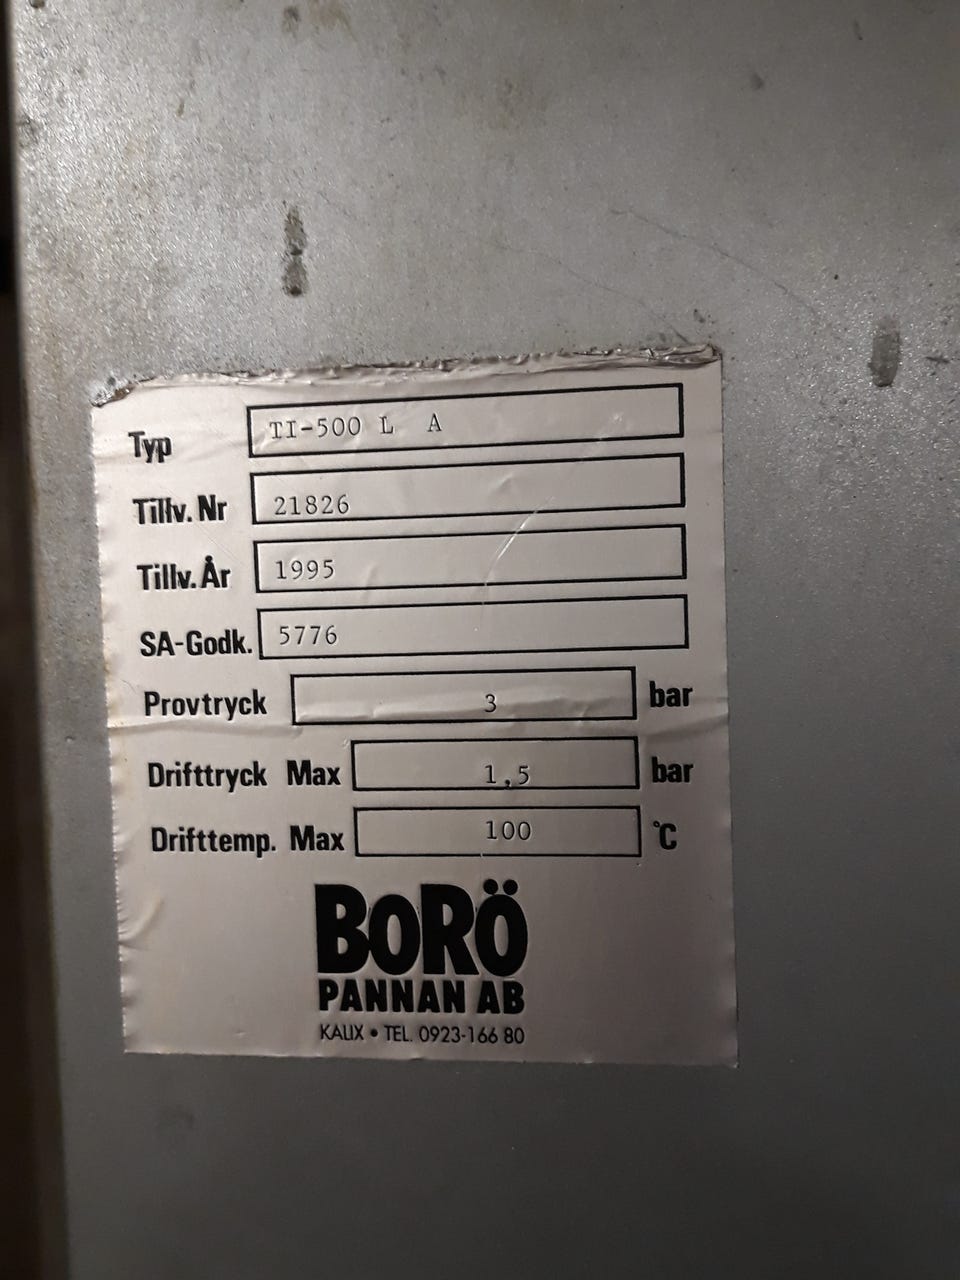 Typ TI-500 L A
Tillv. Nr 21826
Tillv. År 1995
SA-Godk. 5776
Provtryck 3 bar
Drifttryck Max 1,5 bar
Drifttemp. Max 100 °C
BORÖ
PANNAN AB
KALIX • TEL. 0923-166 80